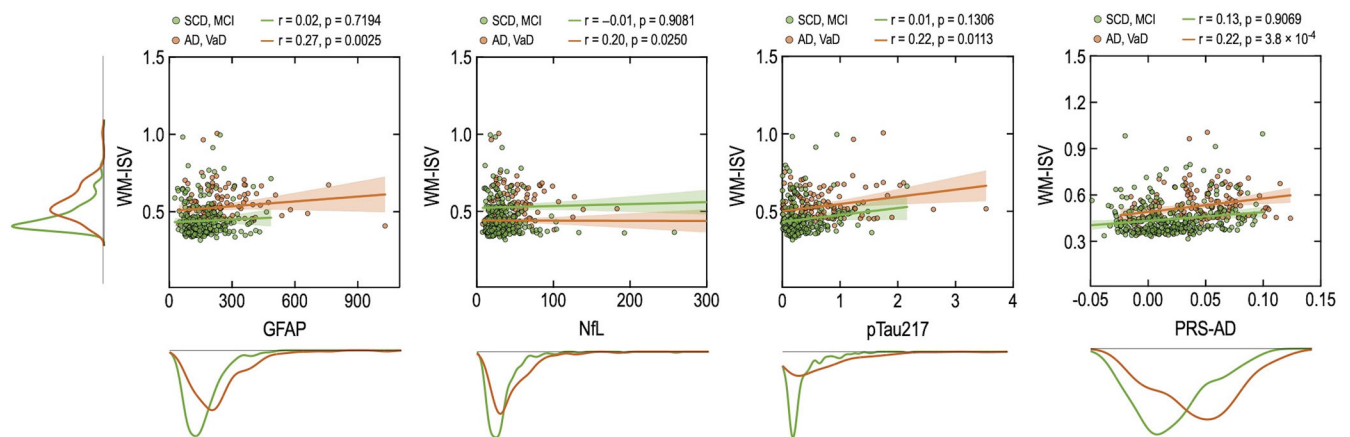 SCD, MCI r = 0.02, p = 0.7194
AD, VaD r = 0.27, p = 0.0025
1.5
1.0
0.5
WM-ISV
0 300 600 900
GFAP
SCD, MCI r = –0.01, p = 0.9081
AD, VaD r = 0.20, p = 0.0250
1.5
1.0
0.5
WM-ISV
0 100 200 300
NfL
SCD, MCI r = 0.01, p = 0.1306
AD, VaD r = 0.22, p = 0.0113
1.5
1.0
0.5
WM-ISV
0 1 2 3 4
pTau217
SCD, MCI r = 0.13, p = 0.9069
AD, VaD r = 0.22, p = 3.8 × 10⁻⁴
1.5
1.2
0.9
0.6
0.3
WM-ISV
-0.05 0.00 0.05 0.10 0.15
PRS-AD